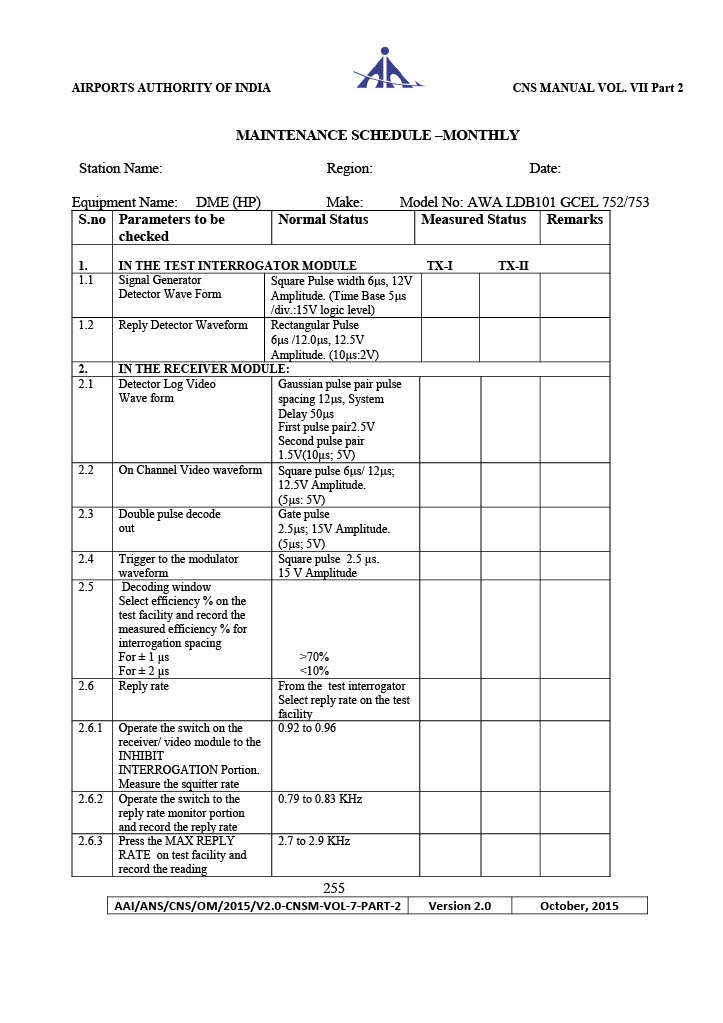 AIRPORTS AUTHORITY OF INDIA CNS MANUAL VOL. VII Part 2
MAINTENANCE SCHEDULE –MONTHLY
Station Name: Region: Date:
Equipment Name: DME (HP) Make: Model No: AWA LDB101 GCEL 752/753
S.no Parameters to be checked Normal Status Measured Status Remarks
1. IN THE TEST INTERROGATOR MODULE TX-I TX-II
1.1 Signal Generator
Detector Wave Form
Square Pulse width 6μs, 12V
Amplitude. (Time Base 5μs
/div.:15V logic level)
1.2 Reply Detector Waveform
Rectangular Pulse
6μs /12.0μs, 12.5V
Amplitude. (10μs:2V)
2. IN THE RECEIVER MODULE:
2.1 Detector Log Video
Wave form
Gaussian pulse pair pulse
spacing 12μs, System
Delay 50μs
First pulse pair2.5V
Second pulse pair
1.5V(10μs; 5V)
2.2 On Channel Video waveform
Square pulse 6μs/ 12μs;
12.5V Amplitude.
(5μs: 5V)
2.3 Double pulse decode
out
Gate pulse
2.5μs; 15V Amplitude.
(5μs; 5V)
2.4 Trigger to the modulator
waveform
Square pulse 2.5 μs.
15 V Amplitude
2.5 Decoding window
Select efficiency % on the
test facility and record the
measured efficiency % for
interrogation spacing
For ± 1 μs >70%
For ± 2 μs <10%
2.6 Reply rate
From the test interrogator
Select reply rate on the test
facility
2.6.1 Operate the switch on the
receiver/ video module to the
INHIBIT
INTERROGATION Portion.
Measure the squitter rate
0.92 to 0.96
2.6.2 Operate the switch to the
reply rate monitor portion
and record the reply rate
0.79 to 0.83 KHz
2.6.3 Press the MAX REPLY
RATE on test facility and
record the reading
2.7 to 2.9 KHz
255
AAI/ANS/CNS/OM/2015/V2.0-CNSM-VOL-7-PART-2 Version 2.0 October, 2015